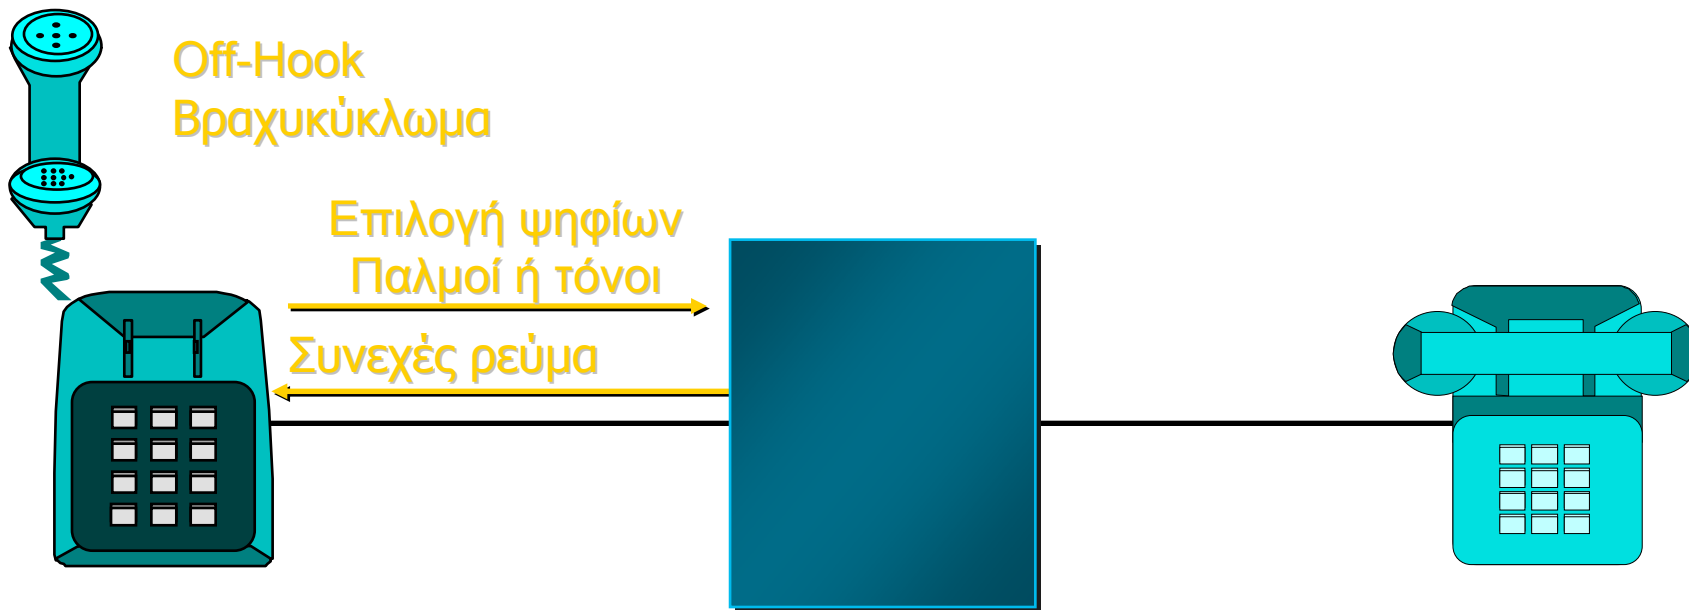 Off-Hook
Βραχυκύκλωμα
Επιλογή ψηφίων
Παλμοί ή τόνοι
Συνεχές ρεύμα